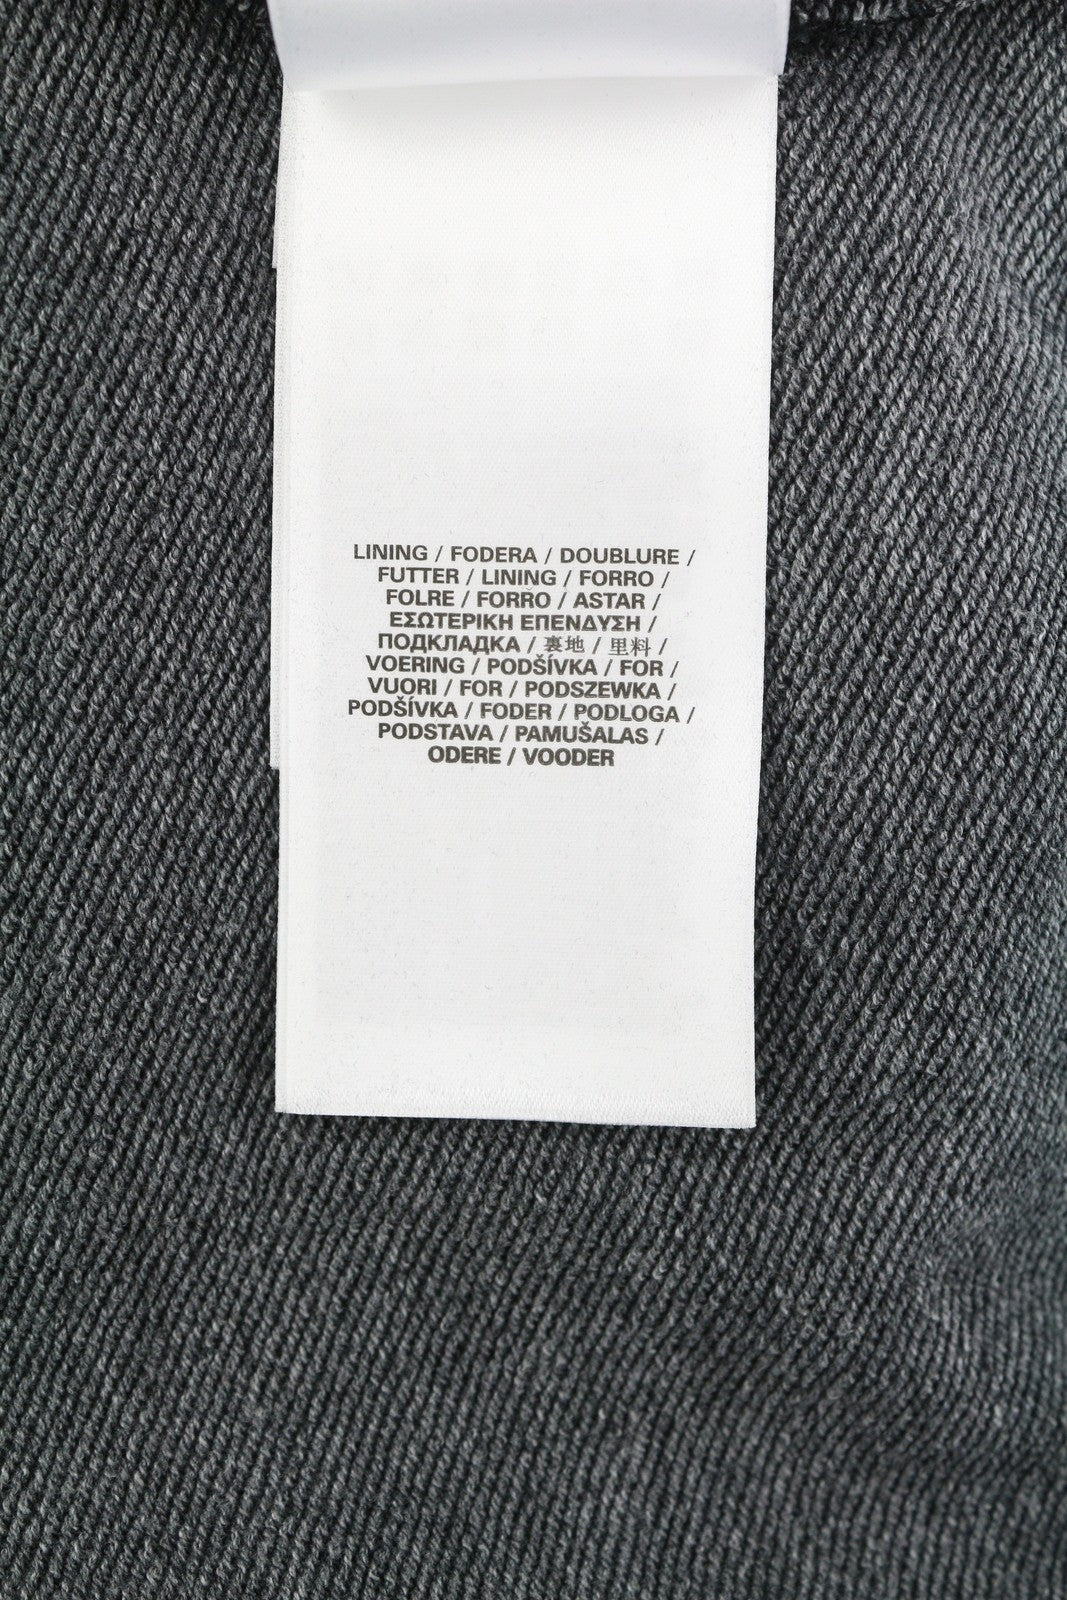 LINING / FODERA / DOUBLURE /
FUTTER / LINING / FORRO /
FOLRE / FORRO / ASTAR /
ΕΣΩΤΕΡΙΚΗ ΕΠΕΝΔΥΣΗ /
ПОДКЛАДКА / 裏地 / 里料 /
VOERING / PODŠÍVKA / FOR /
VUORI / FOR / PODSZEWKA /
PODŠÍVKA / FODER / PODLOGA /
PODSTAVA / PAMUŠALAS /
ODERE / VOODER